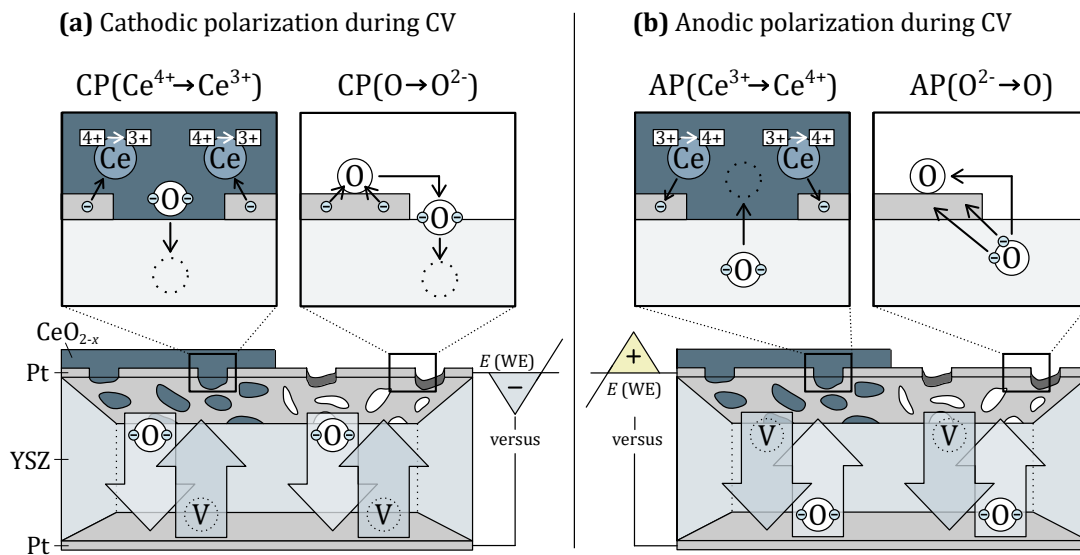 (a) Cathodic polarization during CV
CP(Ce⁴⁺→Ce³⁺)
CP(O→O²⁻)
4+ → 3+
4+ → 3+
Ce
Ce
- O -
-
-
O
-
-
- O -
CeO₂₋ₓ
Pt
YSZ
Pt
- O -
V
- O -
V
E (WE)
−
versus
(b) Anodic polarization during CV
AP(Ce³⁺→Ce⁴⁺)
AP(O²⁻→O)
3+ → 4+
3+ → 4+
Ce
Ce
-
-
- O -
O
- - O
+
E (WE)
versus
V
- O -
V
- O -